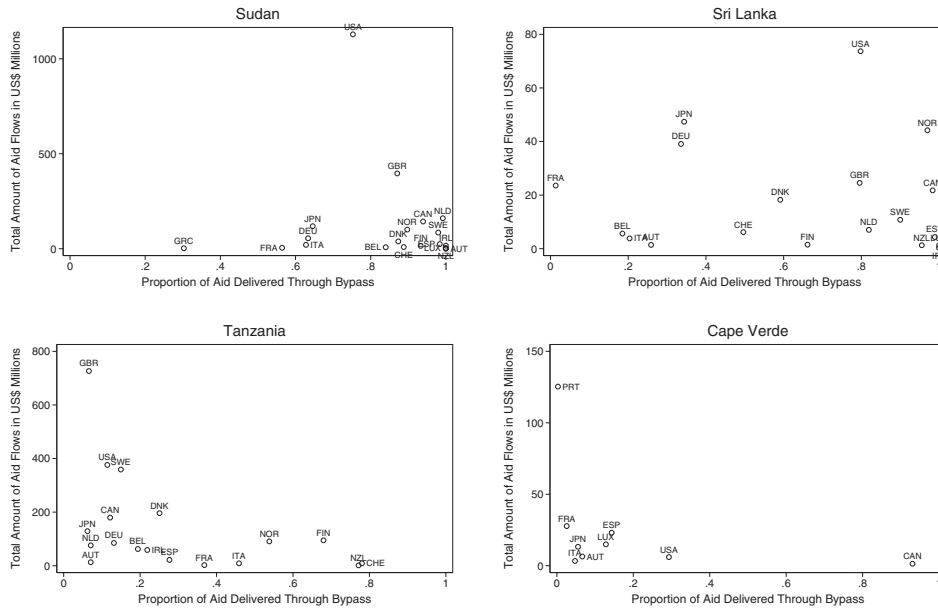 Sudan
Total Amount of Aid Flows in US$ Millions
1000
500
0
USA
GBR
NLD
CAN
JPN
NOR
SWE
DEU
DNK
FIN
IRL
ITA
ESP
GRC
FRA
BEL
LUX
AUT
CHE
NZL
0 .2 .4 .6 .8 1
Proportion of Aid Delivered Through Bypass
Sri Lanka
Total Amount of Aid Flows in US$ Millions
80
60
40
20
0
USA
JPN
NOR
DEU
FRA
GBR
CAN
DNK
SWE
BEL
CHE
NLD
ITA
AUT
FIN
NZL
0 .2 .4 .6 .8 1
Proportion of Aid Delivered Through Bypass
Tanzania
Total Amount of Aid Flows in US$ Millions
800
600
400
200
0
GBR
USA
SWE
CAN
DNK
JPN
NLD
DEU
NOR
FIN
BEL
IRL
AUT
ESP
FRA
ITA
NZL
CHE
0 .2 .4 .6 .8 1
Proportion of Aid Delivered Through Bypass
Cape Verde
Total Amount of Aid Flows in US$ Millions
150
100
50
0
PRT
FRA
ESP
JPN
LUX
ITA
AUT
USA
CAN
0 .2 .4 .6 .8 1
Proportion of Aid Delivered Through Bypass